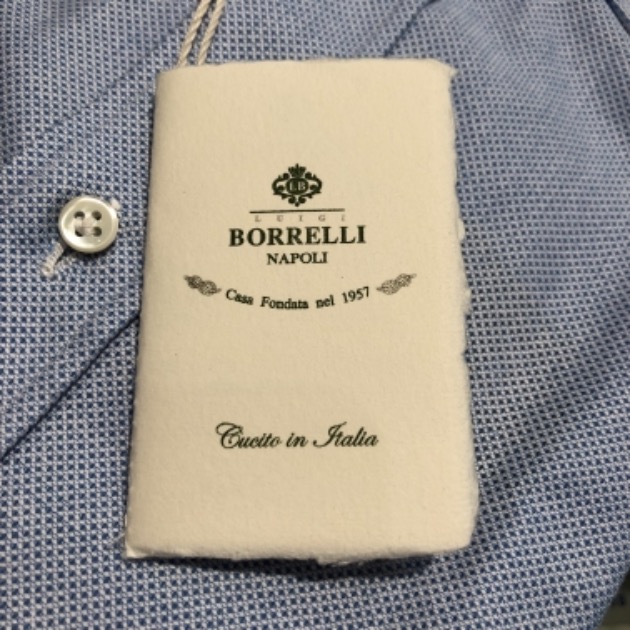 LB
LUIGI
BORRELLI
NAPOLI
Casa Fondata nel 1957
Cucito in Italia